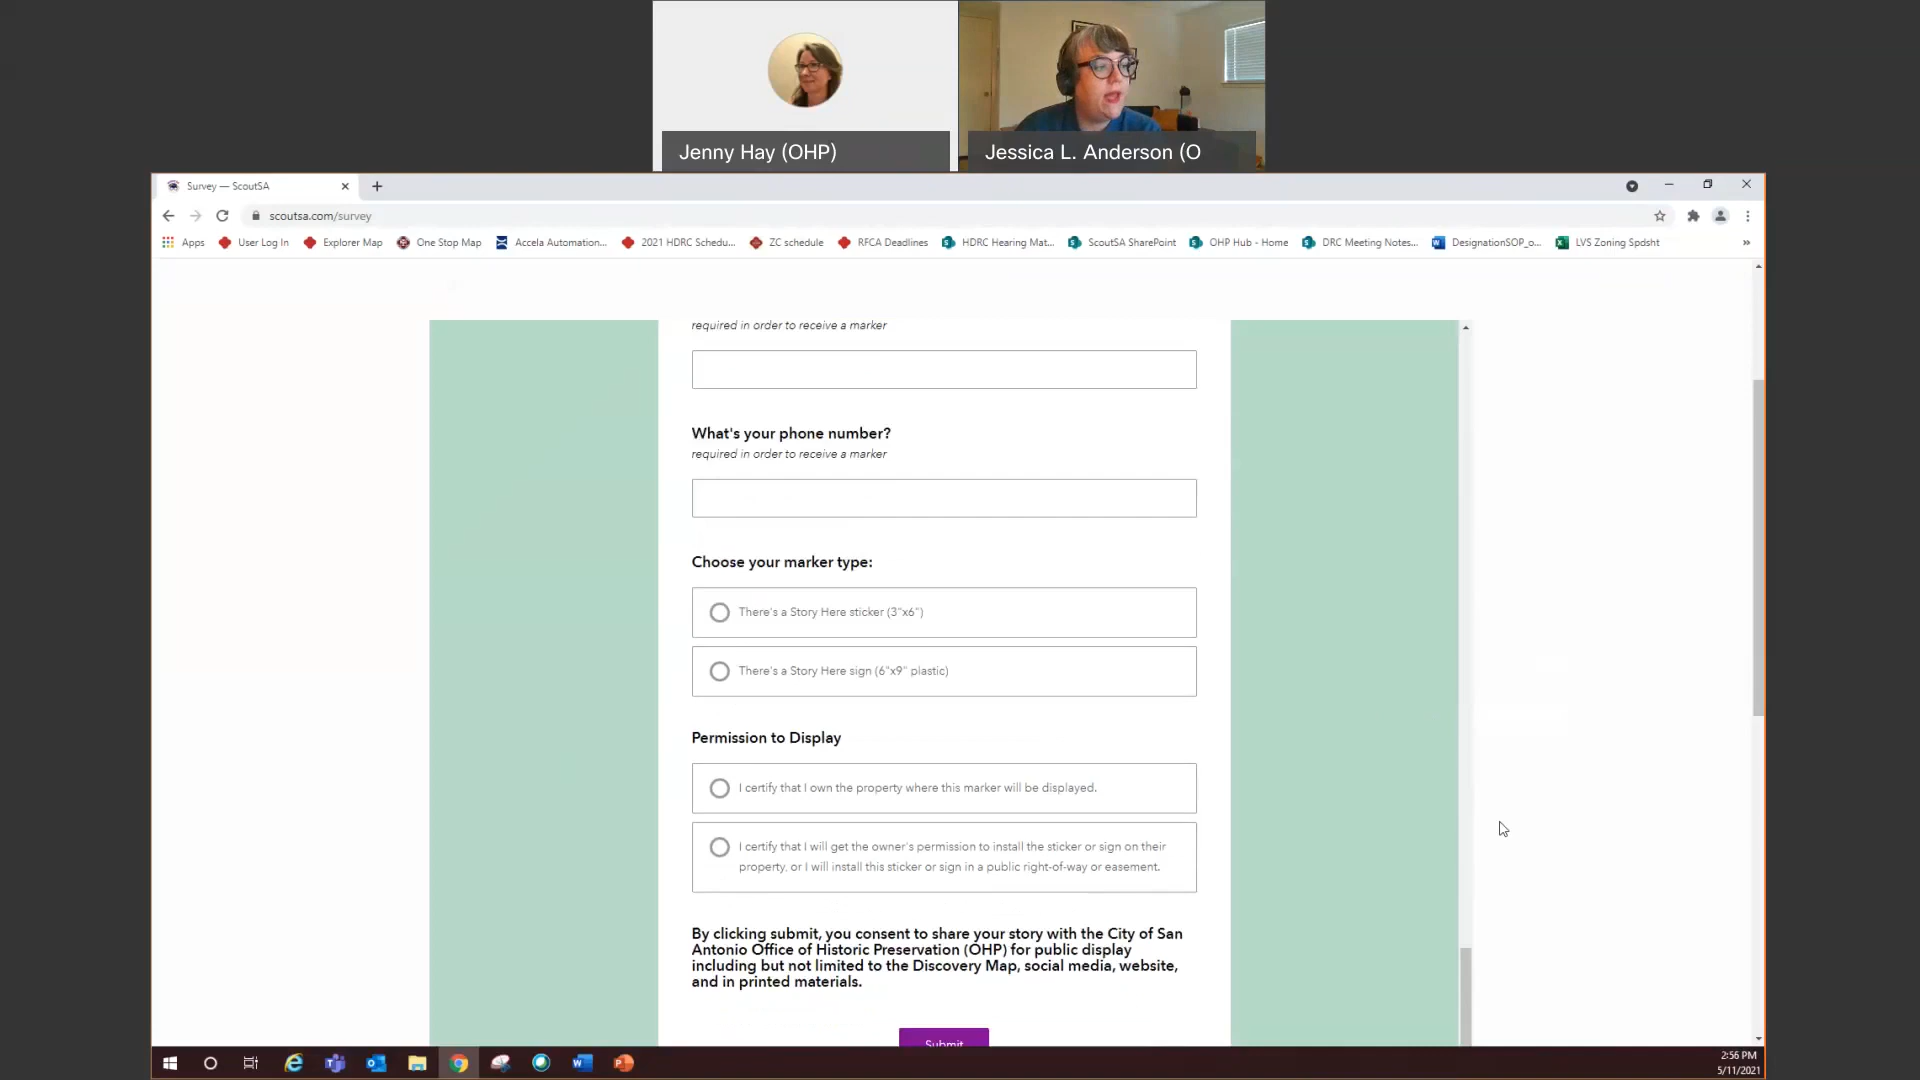 Jenny Hay (OHP)
Jessica L. Anderson (O
Survey — ScoutSA
scoutsa.com/survey
Apps
User Log In
Explorer Map
One Stop Map
Accela Automation...
2021 HDRC Schedu...
ZC schedule
RFCA Deadlines
HDRC Hearing Mat...
ScoutSA SharePoint
OHP Hub - Home
DRC Meeting Notes...
DesignationSOP_o...
LVS Zoning Spdsht
»
required in order to receive a marker
What's your phone number?
required in order to receive a marker
Choose your marker type:
There's a Story Here sticker (3"x6")
There's a Story Here sign (6"x9" plastic)
Permission to Display
I certify that I own the property where this marker will be displayed.
I certify that I will get the owner's permission to install the sticker or sign on their
property, or I will install this sticker or sign in a public right-of-way or easement.
By clicking submit, you consent to share your story with the City of San
Antonio Office of Historic Preservation (OHP) for public display
including but not limited to the Discovery Map, social media, website,
and in printed materials.
Submit
2:56 PM
5/11/2021